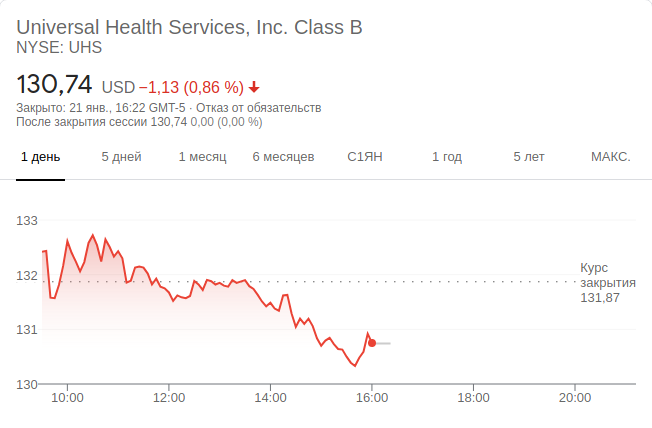 Universal Health Services, Inc. Class B
NYSE: UHS
130,74 USD −1,13 (0,86 %)
Закрыто: 21 янв., 16:22 GMT-5 · Отказ от обязательств
После закрытия сессии 130,74 0,00 (0,00 %)
1 день 5 дней 1 месяц 6 месяцев С1ЯН 1 год 5 лет МАКС.
133
132
131
130
Курс
закрытия
131,87
10:00 12:00 14:00 16:00 18:00 20:00